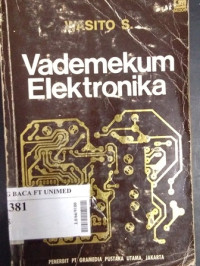 WASITO S.
Vademekum
Elektronika
G BACA FT UNIMED
381
PENERBIT PT GRAMEDIA PUSTAKA UTAMA, JAKARTA